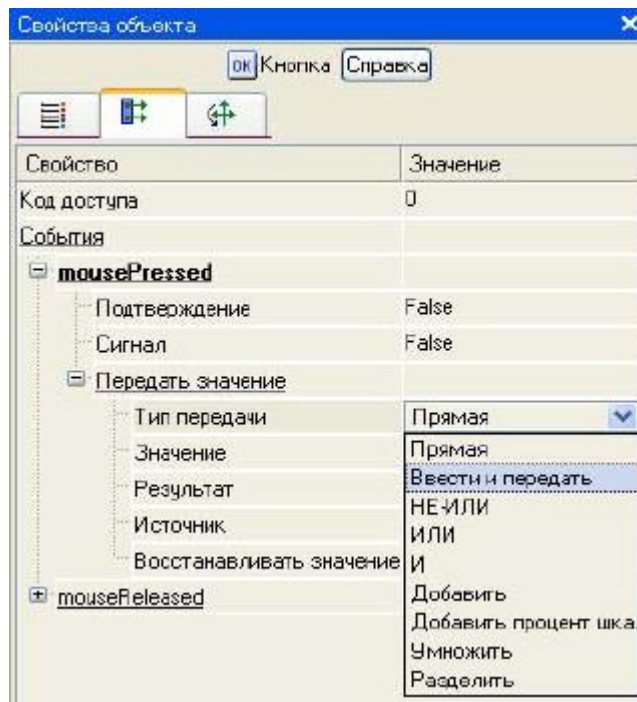 Свойства объекта
ОК Кнопка Справка
Свойство Значение
Код доступа 0
События
mousePressed
Подтверждение False
Сигнал False
Передать значение
Тип передачи Прямая
Значение Прямая
Результат Ввести и передать
НЕ-ИЛИ
Источник ИЛИ
Восстанавливать значение И
mouseReleased Добавить
Добавить процент шка
Умножить
Разделить